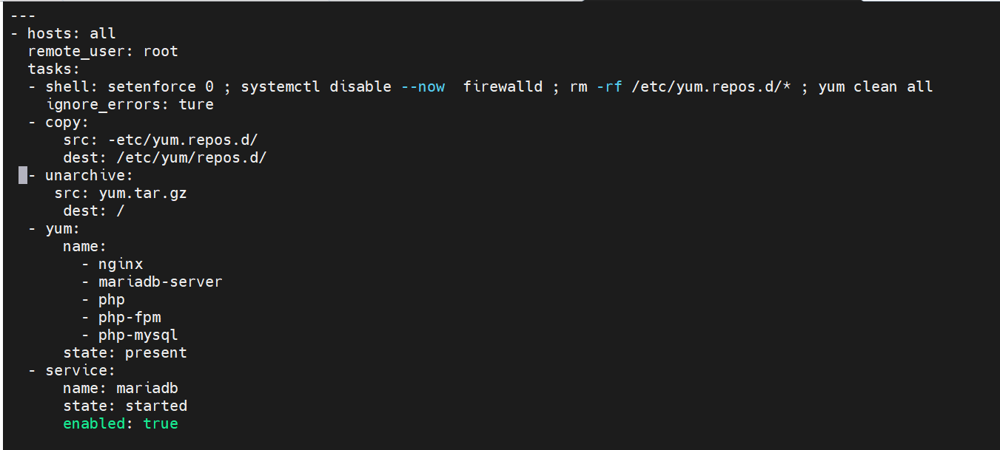 ---
- hosts: all
  remote_user: root
  tasks:
  - shell: setenforce 0 ; systemctl disable --now  firewalld ; rm -rf /etc/yum.repos.d/* ; yum clean all
    ignore_errors: ture
  - copy:
      src: -etc/yum.repos.d/
      dest: /etc/yum/repos.d/
  - unarchive:
     src: yum.tar.gz
      dest: /
  - yum:
      name:
        - nginx
        - mariadb-server
        - php
        - php-fpm
        - php-mysql
      state: present
  - service:
      name: mariadb
      state: started
      enabled: true